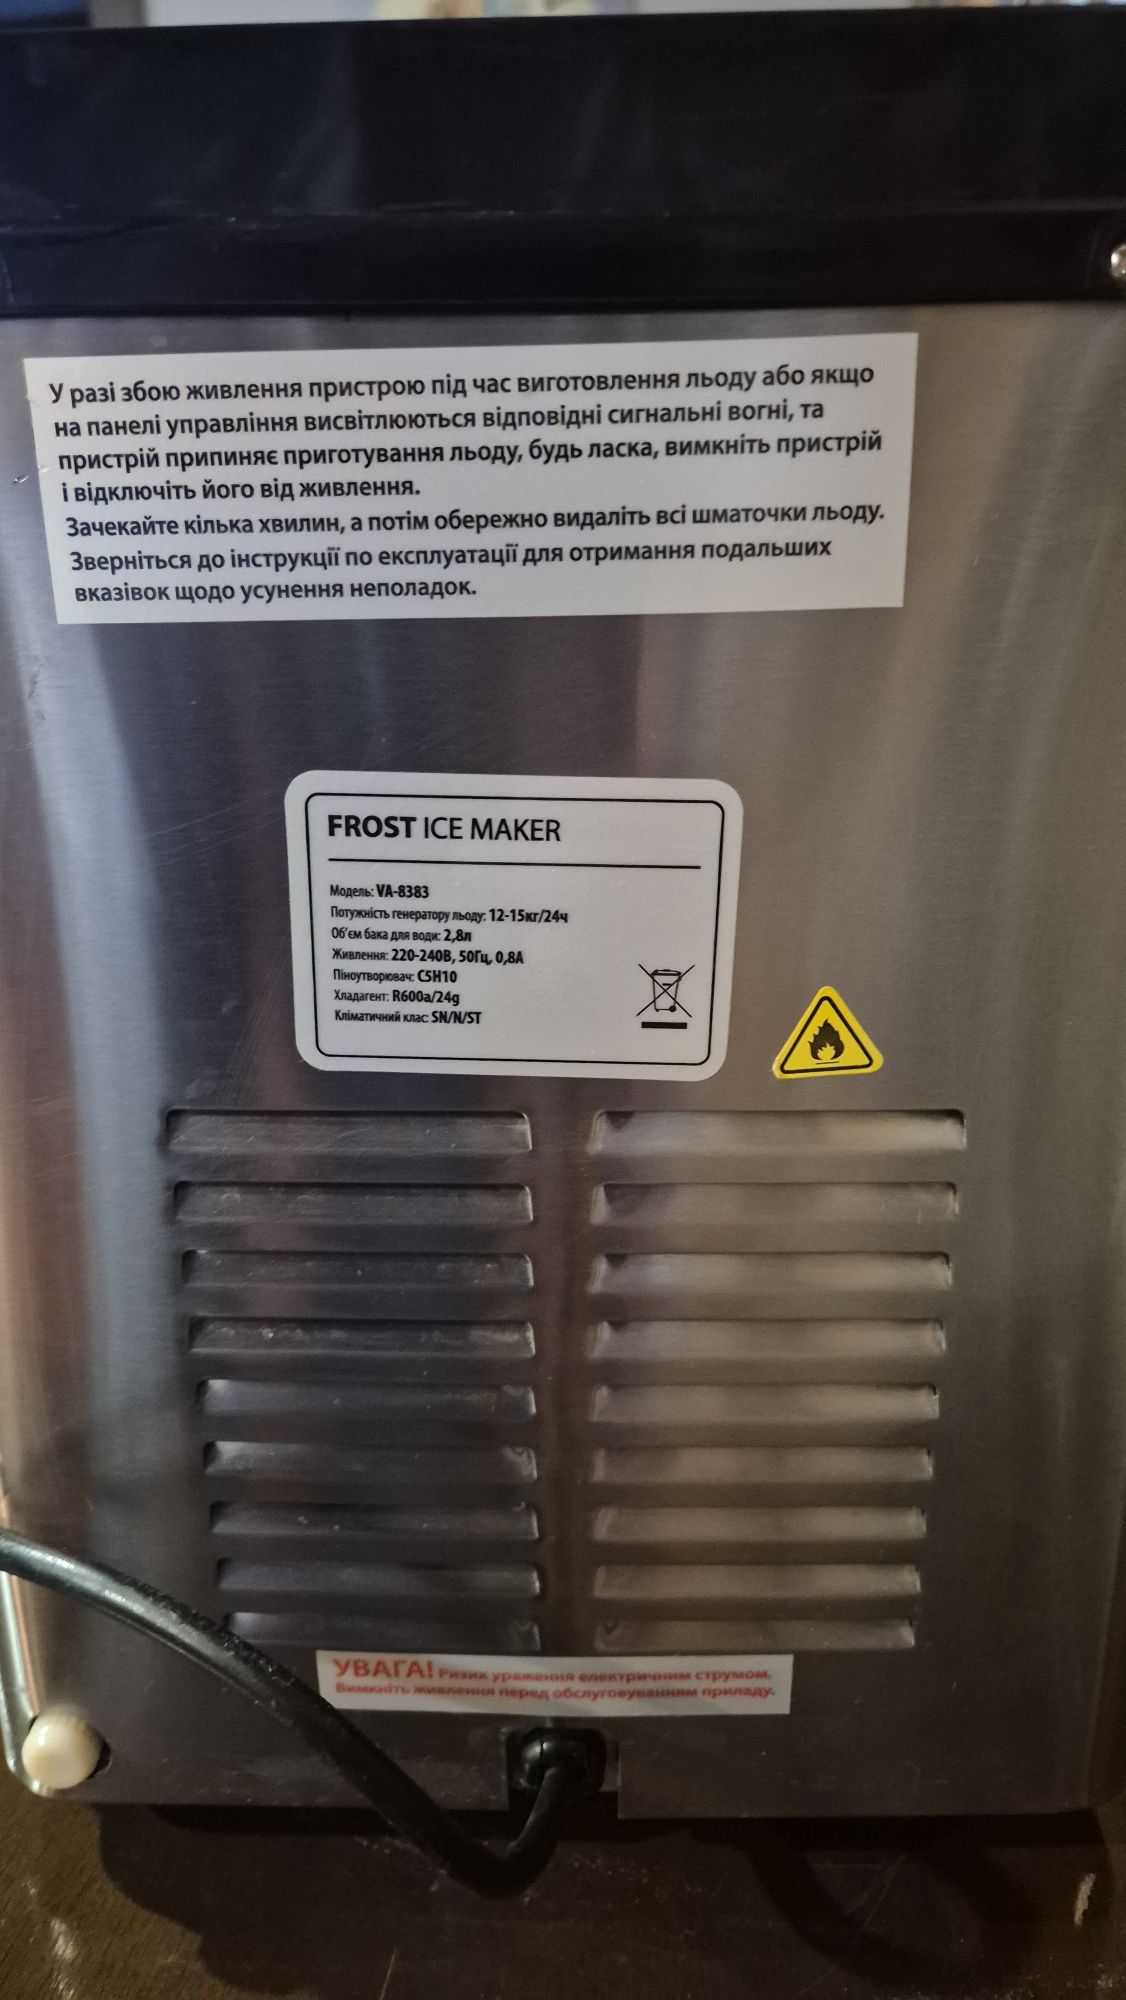 У разі збою живлення пристрою під час виготовлення льоду або якщо
на панелі управління висвітлюються відповідні сигнальні вогні, та
пристрій припиняє приготування льоду, будь ласка, вимкніть пристрій
і відключіть його від живлення.
Зачекайте кілька хвилин, а потім обережно видаліть всі шматочки льоду.
Зверніться до інструкції по експлуатації для отримання подальших
вказівок щодо усунення неполадок.
FROST ICE MAKER
Модель: VA-8383
Потужність генератору льоду: 12-15кг/24ч
Об'єм бака для води: 2,8л
Живлення: 220-240В, 50Гц, 0,8А
Піноутворювач: C5H10
Хладагент: R600a/24g
Кліматичний клас: SN/N/ST
УВАГА! Ризик ураження електричним струмом.
Вимкніть живлення перед обслуговуванням приладу.